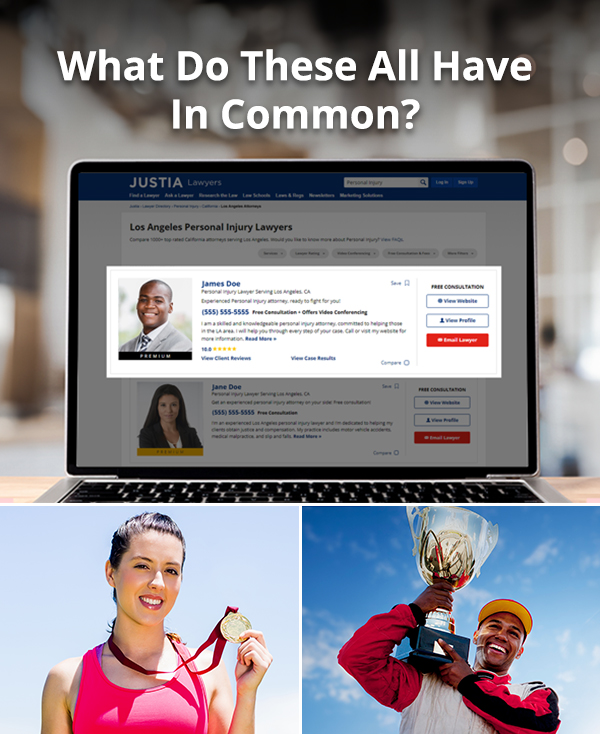 What Do These All Have
In Common?
JUSTIA Lawyers
Personal Injury
Log In Sign Up
Find a Lawyer Ask a Lawyer Research the Law Law Schools Laws & Regs Newsletters Marketing Solutions
Justia › Lawyer Directory › Personal Injury › California › Los Angeles Attorneys
Los Angeles Personal Injury Lawyers
Compare 1000+ top rated California attorneys serving Los Angeles. Would you like to know more about Personal Injury? View FAQs.
Services Lawyer Rating Video Conferencing Free Consultation & Fees More Filters
James Doe
Save
Personal Injury Lawyer Serving Los Angeles, CA
Experienced Personal injury attorney, ready to fight for you!
(555) 555-5555 Free Consultation • Offers Video Conferencing
I am a skilled and knowledgeable personal injury attorney, committed to helping those
in the LA area. I will help you through every step of your case. Call or visit my website for
more information. Read More »
10.0
View Client Reviews View Case Results
Compare
PREMIUM
FREE CONSULTATION
View Website
View Profile
Email Lawyer
Jane Doe
Save
Personal Injury Lawyer Serving Los Angeles, CA
Get an experienced personal injury attorney on your side! Free consultation!
(555) 555-5555 Free Consultation
I'm an experienced Los Angeles personal injury lawyer and I'm dedicated to helping my
clients obtain justice and compensation. My practice includes motor vehicle accidents,
medical malpractice, and slip and falls. Read More »
Compare
PREMIUM
FREE CONSULTATION
View Website
View Profile
Email Lawyer